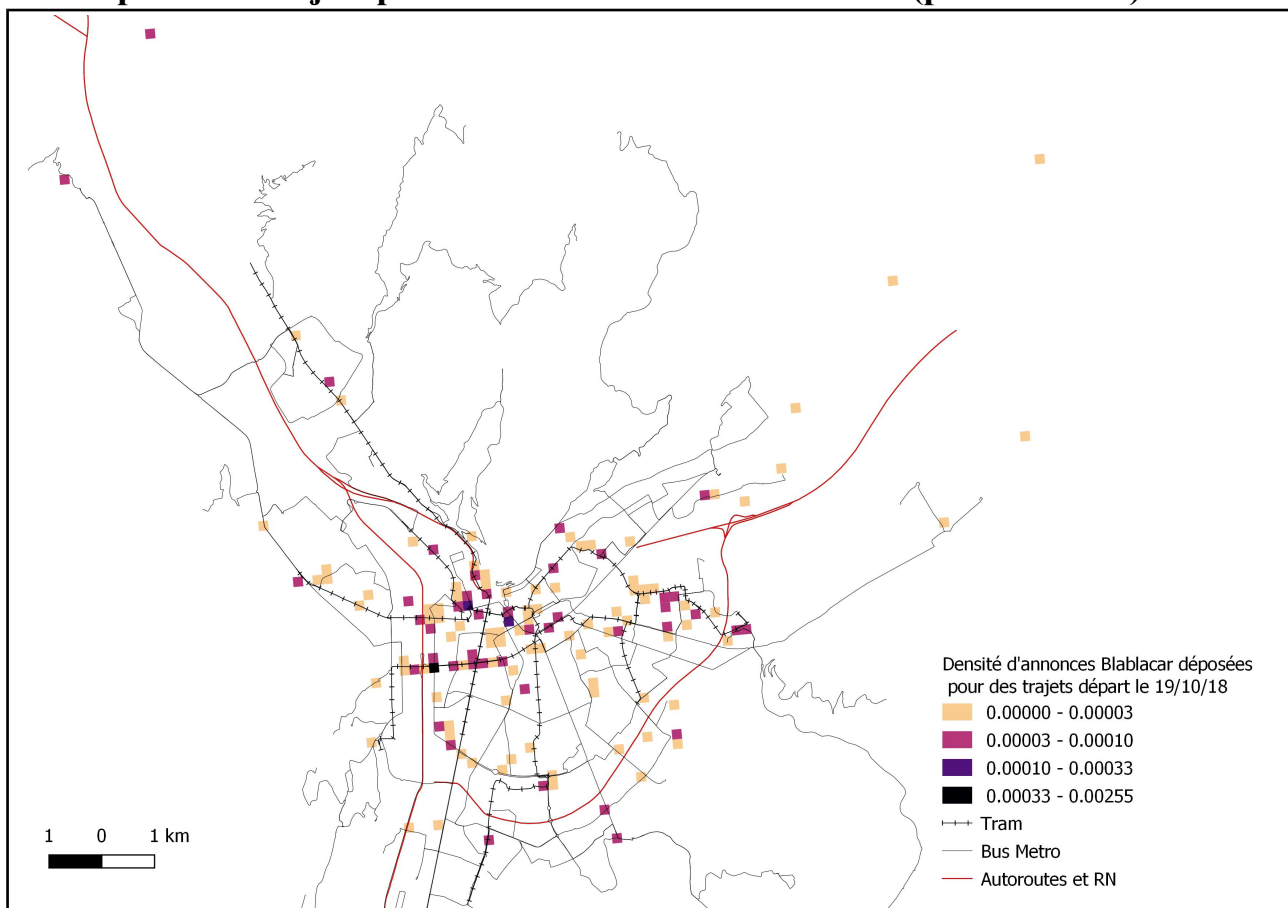 Densité d'annonces Blablacar déposées
pour des trajets départ le 19/10/18
0.00000 - 0.00003
0.00003 - 0.00010
0.00010 - 0.00033
0.00033 - 0.00255
Tram
Bus Metro
Autoroutes et RN
1 0 1 km